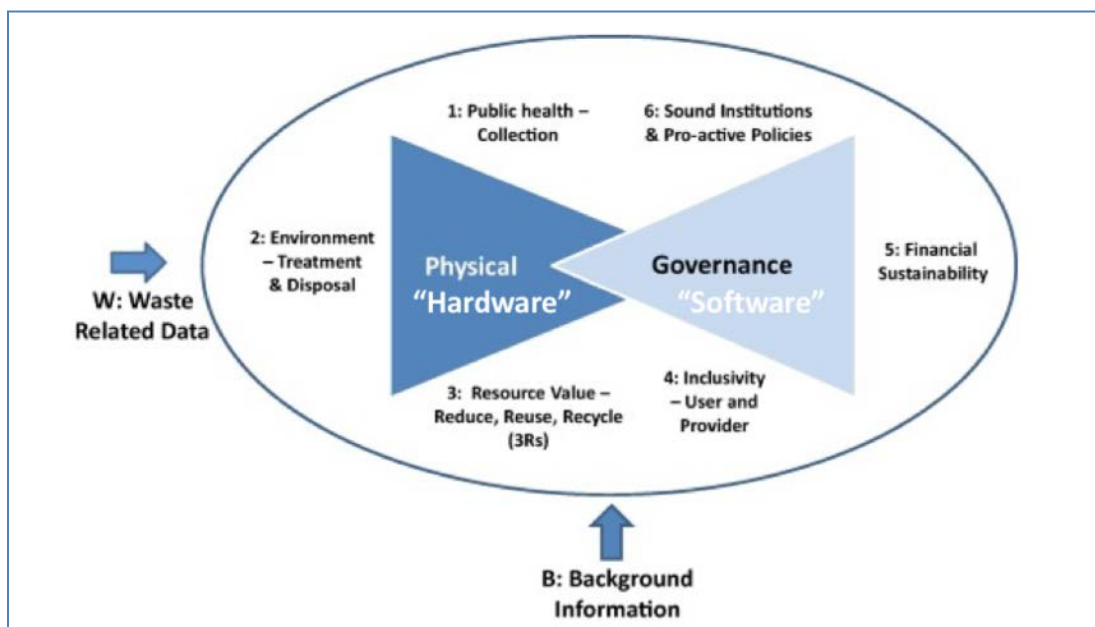 1: Public health –
Collection
6: Sound Institutions
& Pro-active Policies
2: Environment
– Treatment
& Disposal
Physical
“Hardware”
Governance
“Software”
5: Financial
Sustainability
W: Waste
Related Data
3: Resource Value –
Reduce, Reuse, Recycle
(3Rs)
4: Inclusivity
– User and
Provider
B: Background
Information